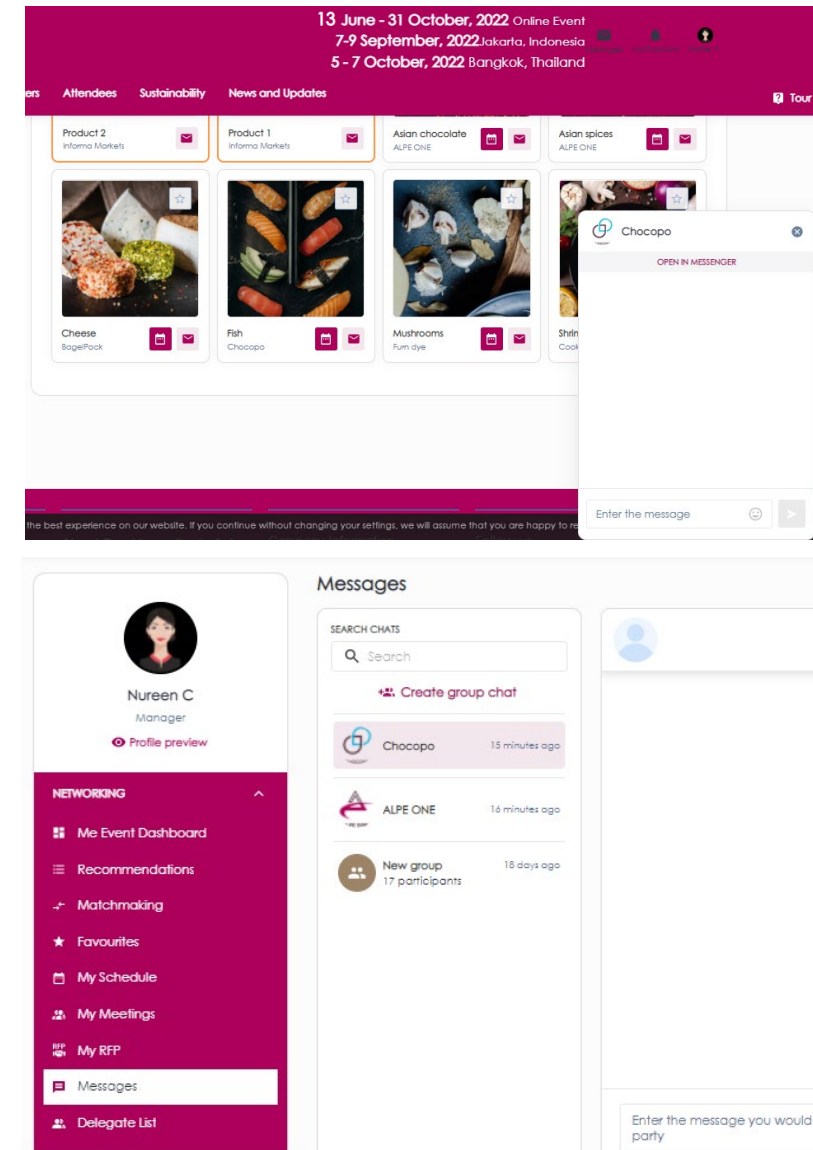 13 June - 31 October, 2022 Online Event
7-9 September, 2022 Jakarta, Indonesia
5 - 7 October, 2022 Bangkok, Thailand
ers Attendees Sustainability News and Updates Tour
Product 2
Informa Markets
Product 1
Informa Markets
Asian chocolate
ALPE ONE
Asian spices
ALPE ONE
Cheese
BagelPack
Fish
Chocopo
Mushrooms
Fum dye
Shrim
Cook
Chocopo
OPEN IN MESSENGER
Enter the message
the best experience on our website. If you continue without changing your settings, we will assume that you are happy to re
Nureen C
Manager
Profile preview
NETWORKING
Me Event Dashboard
Recommendations
Matchmaking
Favourites
My Schedule
My Meetings
RFP My RFP
Messages
Delegate List
Messages
SEARCH CHATS
Search
Create group chat
Chocopo 15 minutes ago
ALPE ONE 16 minutes ago
New group 18 days ago
17 participants
Enter the message you would
party